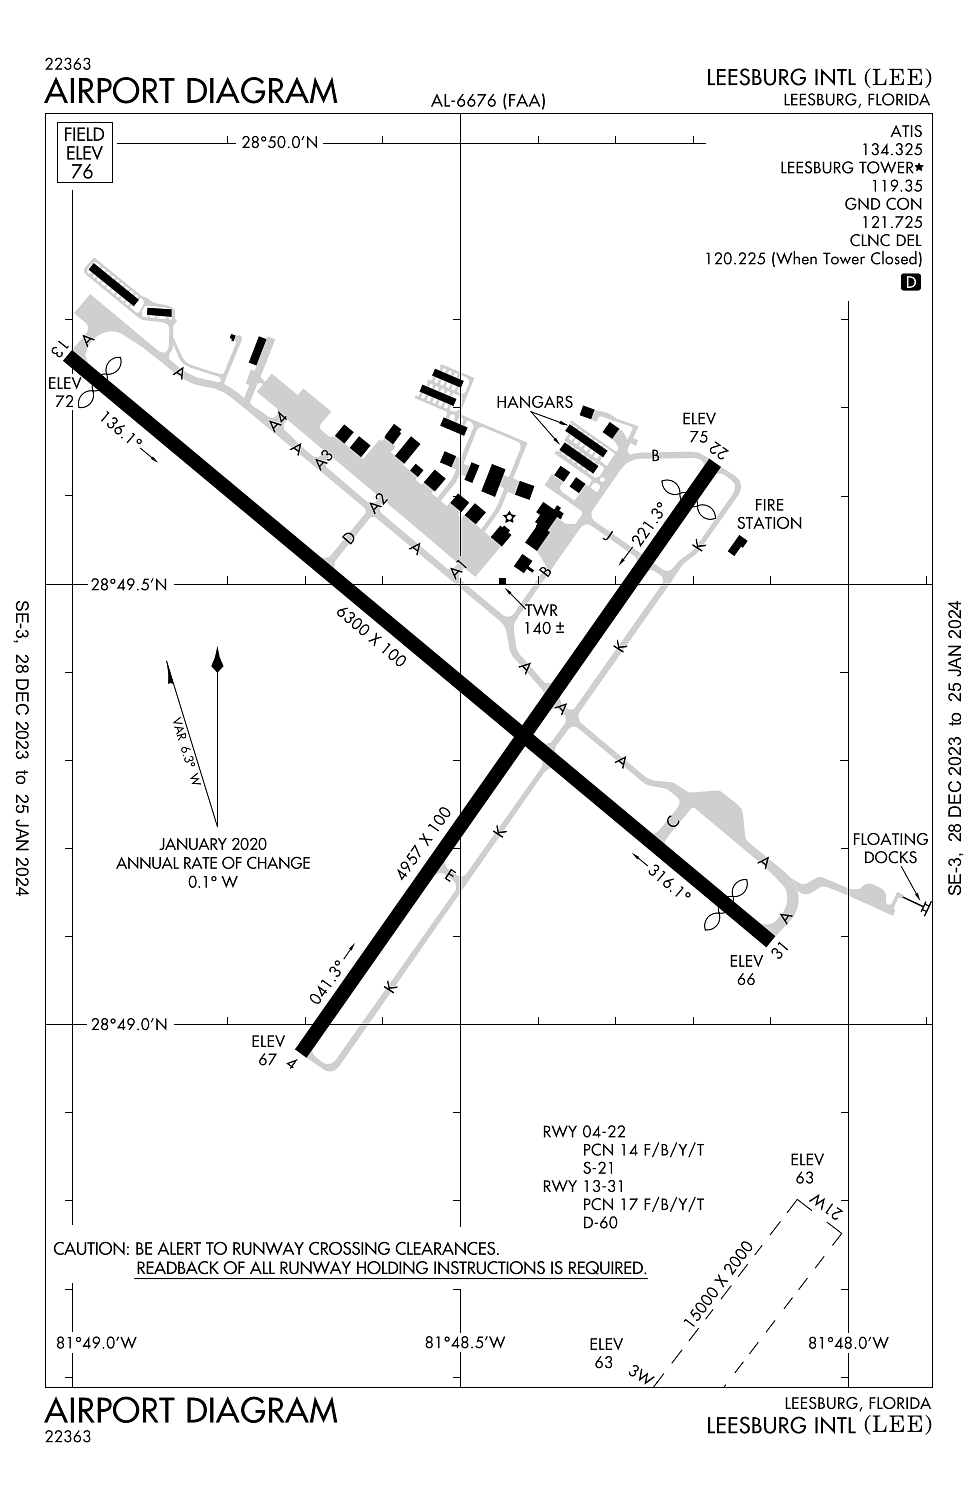 22363
AIRPORT DIAGRAM
AL-6676 (FAA)
LEESBURG INTL (LEE)
LEESBURG, FLORIDA
FIELD
ELEV
76
28°50.0'N
ATIS
134.325
LEESBURG TOWER★
119.35
GND CON
121.725
CLNC DEL
120.225 (When Tower Closed)
D
13
A
ELEV
72
136.1°
A
A4
A
A3
A2
D
A
A1
HANGARS
ELEV
75
22
B
FIRE
STATION
221.3°
J
K
B
28°49.5'N
TWR
140 ±
6300 X 100
A
K
A
A
VAR 6.3° W
JANUARY 2020
ANNUAL RATE OF CHANGE
0.1° W
4957 X 100
K
E
C
A
316.1°
A
FLOATING
DOCKS
31
ELEV
66
041.3°
K
28°49.0'N
ELEV
67
4
RWY 04-22
PCN 14 F/B/Y/T
S-21
RWY 13-31
PCN 17 F/B/Y/T
D-60
ELEV
63
21W
15000 X 2000
CAUTION: BE ALERT TO RUNWAY CROSSING CLEARANCES.
READBACK OF ALL RUNWAY HOLDING INSTRUCTIONS IS REQUIRED.
ELEV
63
3W
81°49.0'W
81°48.5'W
81°48.0'W
SE-3, 28 DEC 2023 to 25 JAN 2024
SE-3, 28 DEC 2023 to 25 JAN 2024
AIRPORT DIAGRAM
22363
LEESBURG, FLORIDA
LEESBURG INTL (LEE)